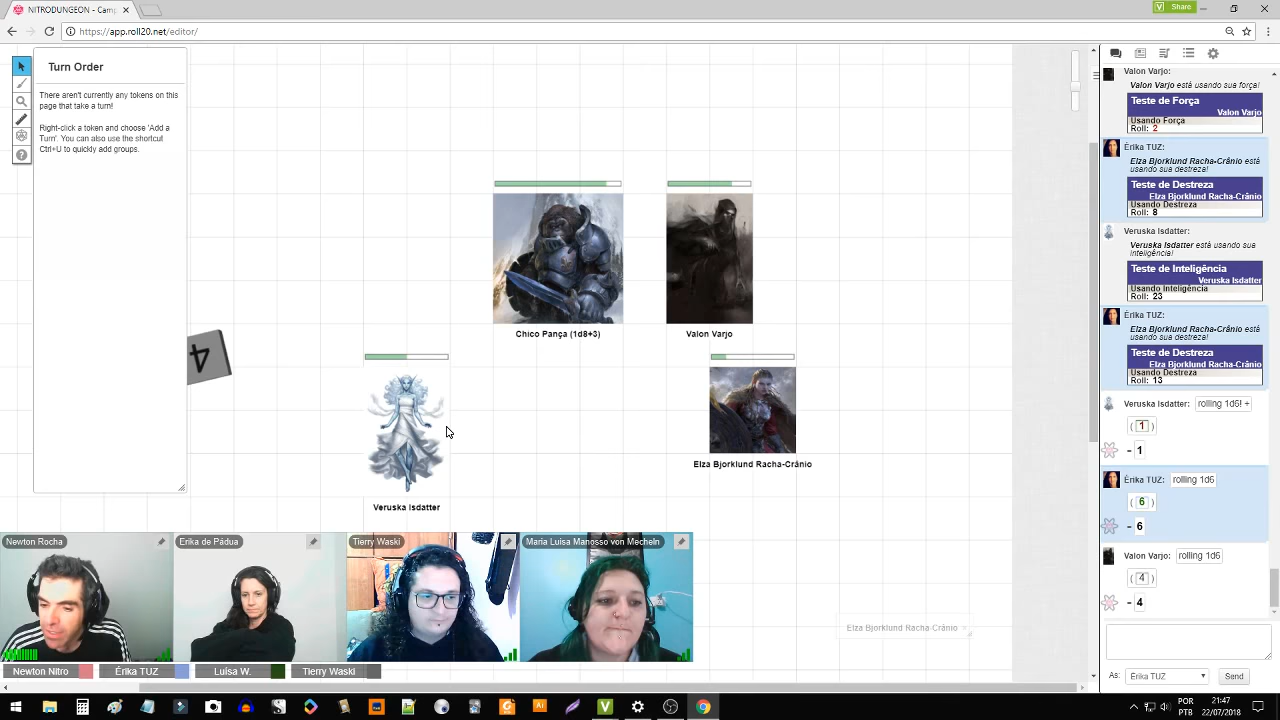 NITRODUNGEON - Cam
Share
https://app.roll20.net/editor/
Turn Order
There aren't currently any tokens on this
page that take a turn!
Right-click a token and choose 'Add a
Turn'. You can also use the shortcut
Ctrl+U to quickly add groups.
4
Chico Pança (1d8+3)
Valon Varjo
Veruska Isdatter
Elza Bjorklund Racha-Crânio
Newton Rocha
Erika de Pádua
Tierry Waski
Maria Luisa Manosso von Mecheln
Elza Bjorklund Racha Crânio
Newton Nitro
Érika TUZ
Luísa W.
Tierry Waski
Valon Varjo:
Valon Varjo está usando sua força!
Teste de Força
Valon Varjo
Usando Força
Roll: 2
Érika TUZ:
Elza Bjorklund Racha-Crânio está
usando sua destreza!
Teste de Destreza
Elza Bjorklund Racha-Crânio
Usando Destreza
Roll: 8
Veruska Isdatter:
Veruska Isdatter está usando sua
inteligência!
Teste de Inteligência
Veruska Isdatter
Usando Inteligência
Roll: 23
Érika TUZ:
Elza Bjorklund Racha-Crânio está
usando sua destreza!
Teste de Destreza
Elza Bjorklund Racha-Crânio
Usando Destreza
Roll: 13
Veruska Isdatter: rolling 1d6! +
(1)
= 1
Érika TUZ: rolling 1d6
(6)
= 6
Valon Varjo: rolling 1d6
(4)
= 4
As: Érika TUZ
Send
POR
PTB
21:47
22/07/2018